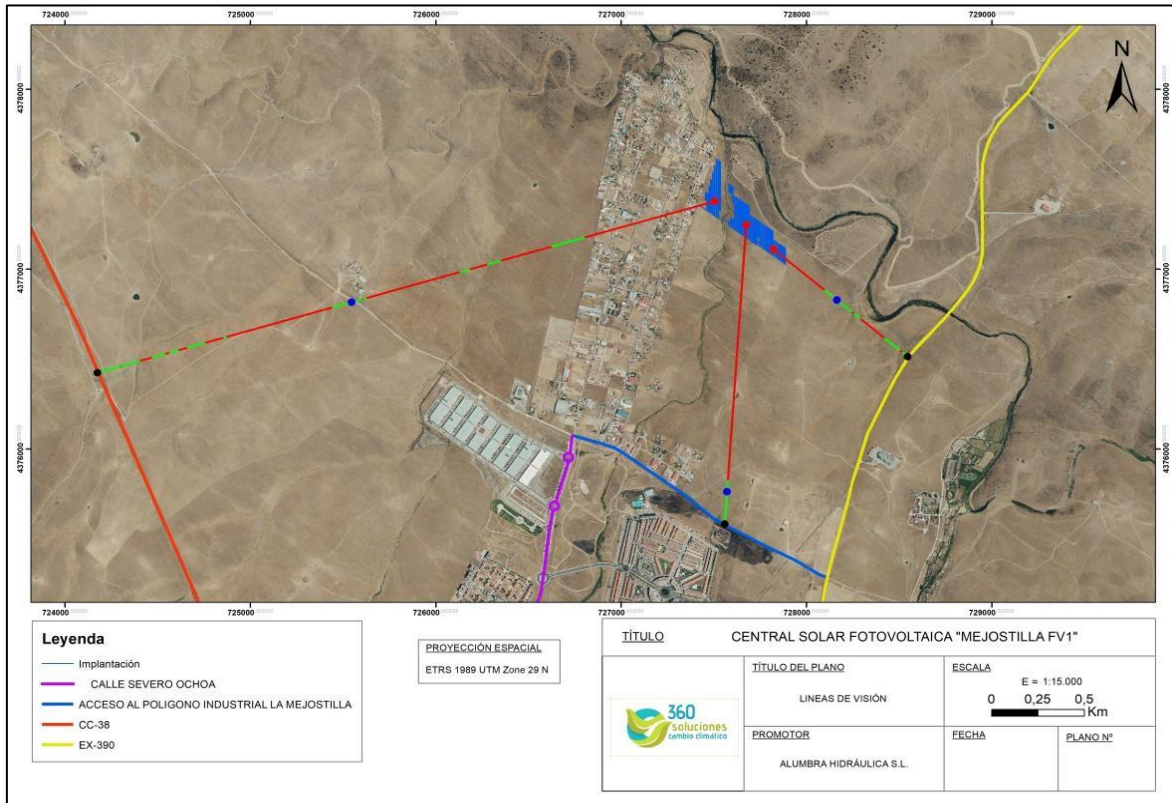 724000 725000 726000 727000 728000 729000
N
4378000 4378000
4377000 4377000
4376000 4376000
724000 725000 726000 727000 728000 729000
Leyenda
Implantación
CALLE SEVERO OCHOA
ACCESO AL POLIGONO INDUSTRIAL LA MEJOSTILLA
CC-38
EX-390
PROYECCIÓN ESPACIAL
ETRS 1989 UTM Zone 29 N
TÍTULO CENTRAL SOLAR FOTOVOLTAICA "MEJOSTILLA FV1"
360
soluciones
cambio climático
TÍTULO DEL PLANO
LINEAS DE VISIÓN
ESCALA
E = 1:15.000
0 0,25 0,5
Km
PROMOTOR
ALUMBRA HIDRÁULICA S.L.
FECHA
PLANO Nº